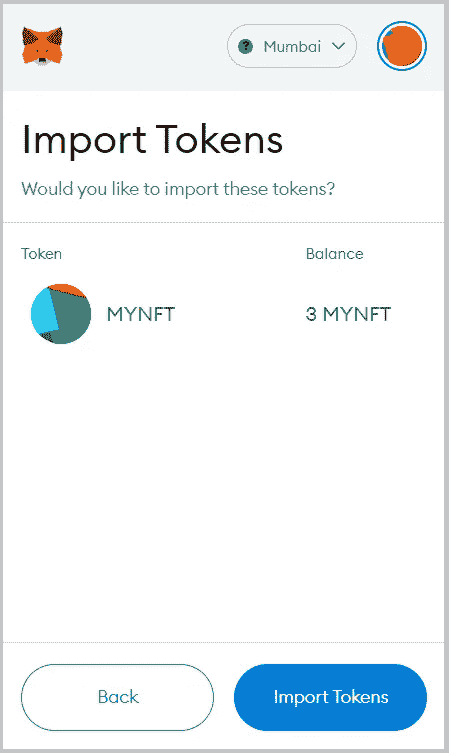 ? Mumbai
Import Tokens
Would you like to import these tokens?
Token Balance
MYNFT 3 MYNFT
Back Import Tokens